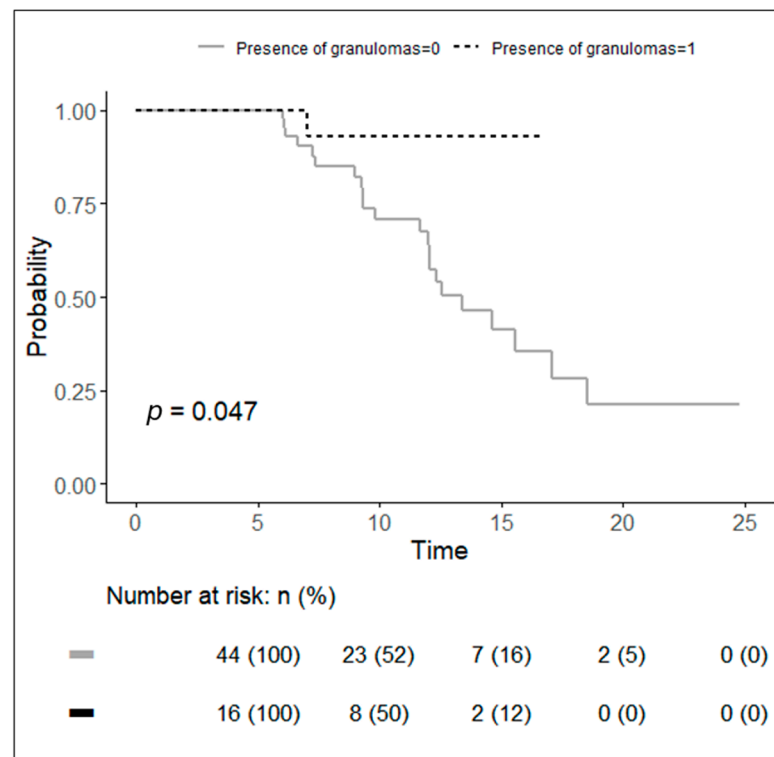 Presence of granulomas=0 Presence of granulomas=1
1.00
0.75
0.50
0.25
0.00
Probability
p = 0.047
0 5 10 15 20 25
Time
Number at risk: n (%)
44 (100) 23 (52) 7 (16) 2 (5) 0 (0)
16 (100) 8 (50) 2 (12) 0 (0) 0 (0)